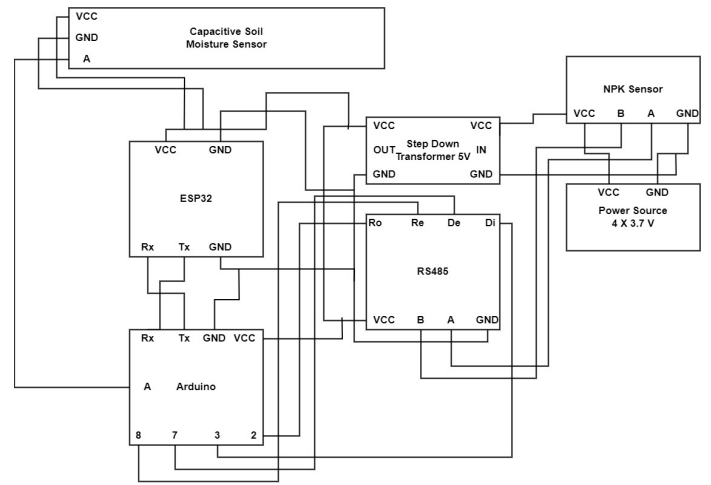 VCC
GND
A
Capacitive Soil
Moisture Sensor
NPK Sensor
VCC B A GND
VCC VCC
Step Down
OUT Transformer 5V IN
GND GND
VCC GND
ESP32
Rx Tx GND
VCC GND
Power Source
4 X 3.7 V
Ro Re De Di
RS485
VCC B A GND
Rx Tx GND VCC
A Arduino
8 7 3 2